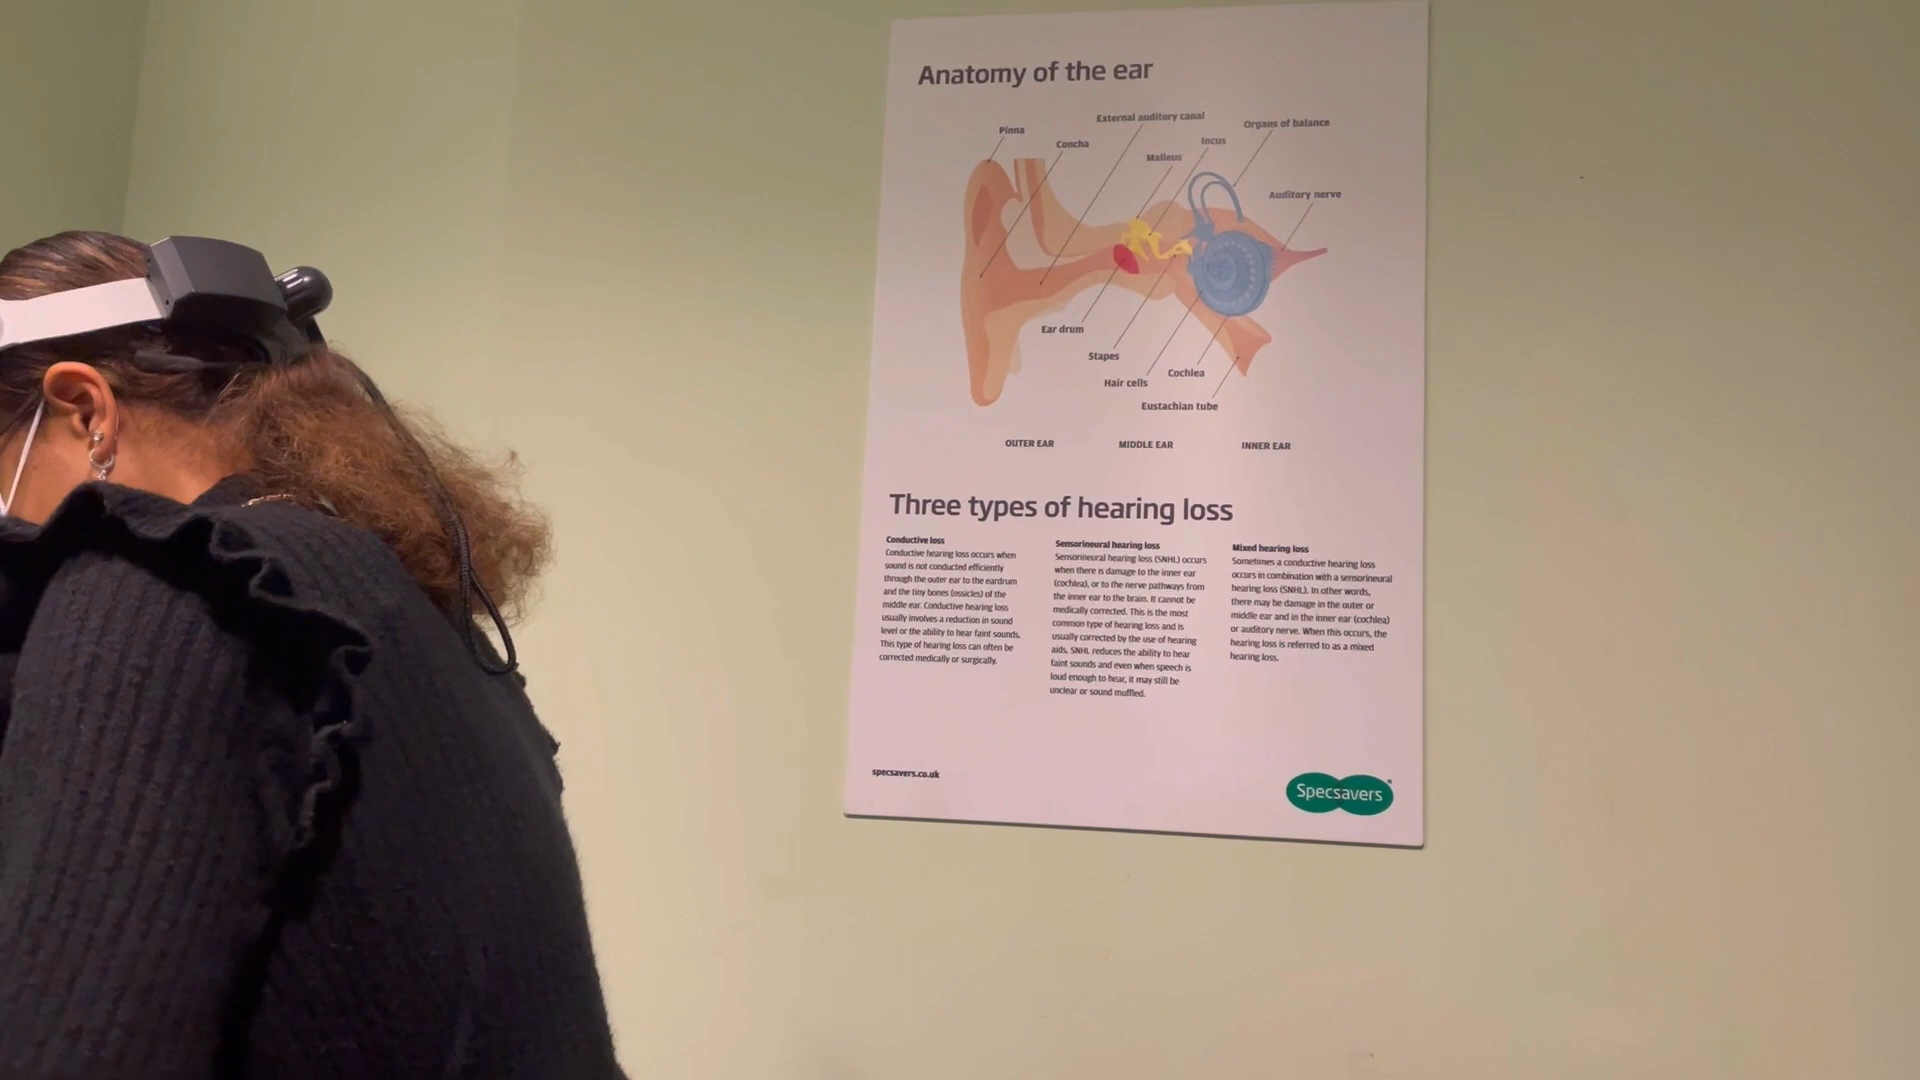 Anatomy of the ear
External auditory canal
Organs of balance
Pinna
Concha
Incus
Malleus
Auditory nerve
Ear drum
Stapes
Hair cells
Cochlea
Eustachian tube
OUTER EAR
MIDDLE EAR
INNER EAR
Three types of hearing loss
Conductive loss
Conductive hearing loss occurs when
sound is not conducted efficiently
through the outer ear to the eardrum
and the tiny bones (ossicles) of the
middle ear. Conductive hearing loss
usually involves a reduction in sound
level or the ability to hear faint sounds.
This type of hearing loss can often be
corrected medically or surgically.
Sensorineural hearing loss
Sensorineural hearing loss (SNHL) occurs
when there is damage to the inner ear
(cochlea), or to the nerve pathways from
the inner ear to the brain. It cannot be
medically corrected. This is the most
common type of hearing loss and is
usually corrected by the use of hearing
aids. SNHL reduces the ability to hear
faint sounds and even when speech is
loud enough to hear, it may still be
unclear or sound muffled.
Mixed hearing loss
Sometimes a conductive hearing loss
occurs in combination with a sensorineural
hearing loss (SNHL). In other words,
there may be damage in the outer or
middle ear and in the inner ear (cochlea)
or auditory nerve. When this occurs, the
hearing loss is referred to as a mixed
hearing loss.
specsavers.co.uk
Specsavers